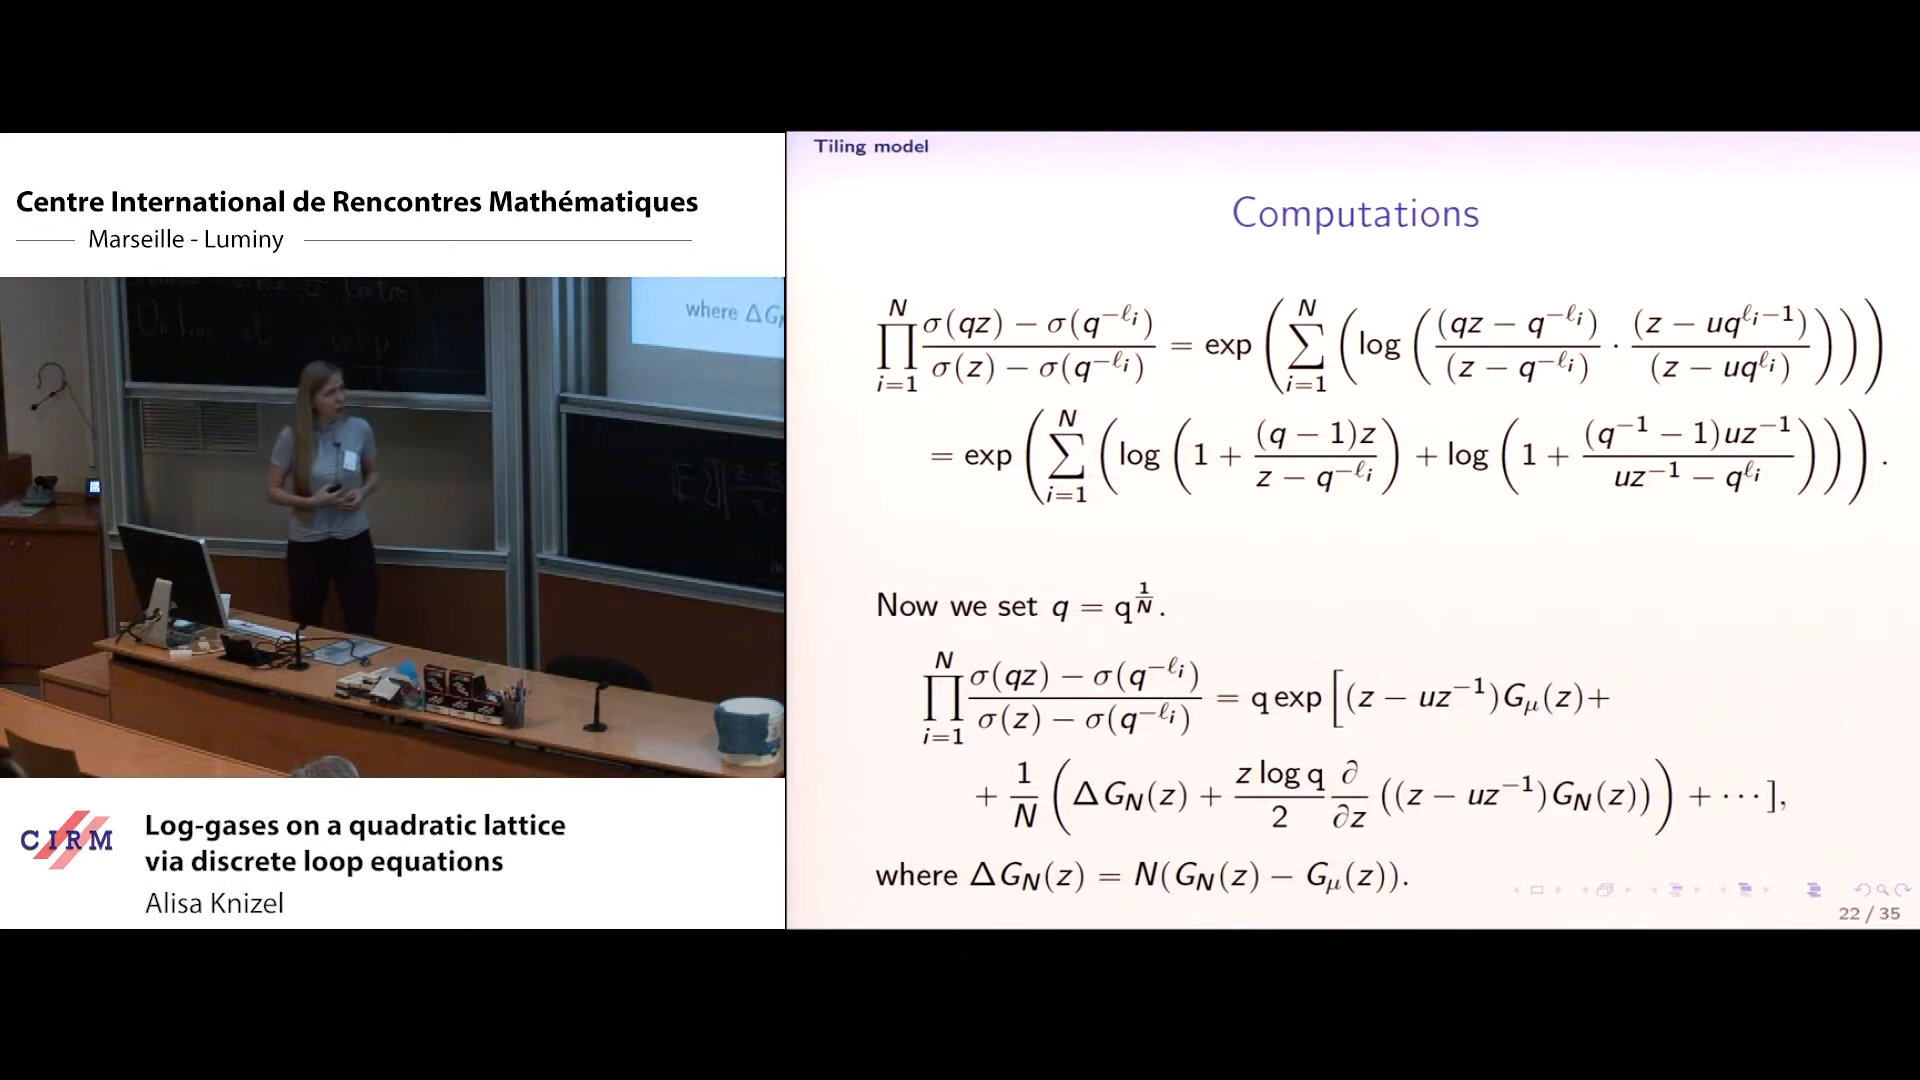 Centre International de Rencontres Mathématiques
Marseille - Luminy
where ΔG
Log-gases on a quadratic lattice
via discrete loop equations
Alisa Knizel
CIRM
Tiling model
Computations
∏_{i=1}^{N} (σ(qz) − σ(q^{−ℓ_i})) / (σ(z) − σ(q^{−ℓ_i})) = exp ( ∑_{i=1}^{N} ( log ( (qz − q^{−ℓ_i}) / (z − q^{−ℓ_i}) · (z − uq^{ℓ_i−1}) / (z − uq^{ℓ_i}) ) ) )
= exp ( ∑_{i=1}^{N} ( log ( 1 + (q − 1)z / (z − q^{−ℓ_i}) ) + log ( 1 + (q^{−1} − 1)uz^{−1} / (uz^{−1} − q^{ℓ_i}) ) ) ) .
Now we set q = q^{1/N}.
∏_{i=1}^{N} (σ(qz) − σ(q^{−ℓ_i})) / (σ(z) − σ(q^{−ℓ_i})) = q exp [ (z − uz^{−1})G_μ(z)+
+ 1/N ( ΔG_N(z) + (z log q)/2 ∂/∂z ((z − uz^{−1})G_N(z)) ) + ⋯ ],
where ΔG_N(z) = N(G_N(z) − G_μ(z)).
22 / 35